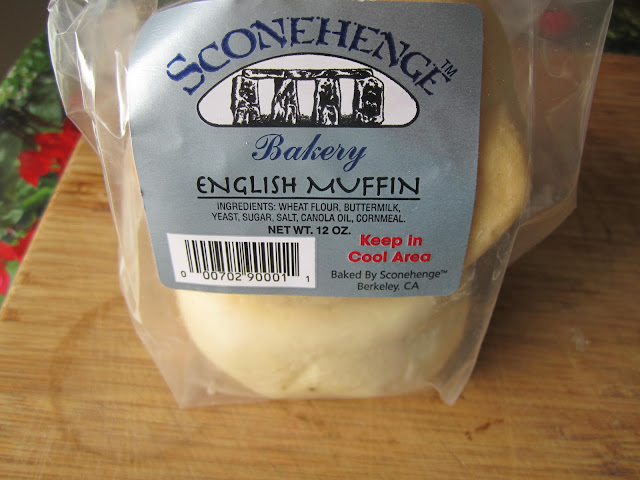 SCONEHENGE™
Bakery
ENGLISH MUFFIN
INGREDIENTS: WHEAT FLOUR, BUTTERMILK,
YEAST, SUGAR, SALT, CANOLA OIL, CORNMEAL.
NET WT. 12 OZ.
Keep in
Cool Area
0 00702 90001 1
Baked By Sconehenge™
Berkeley, CA